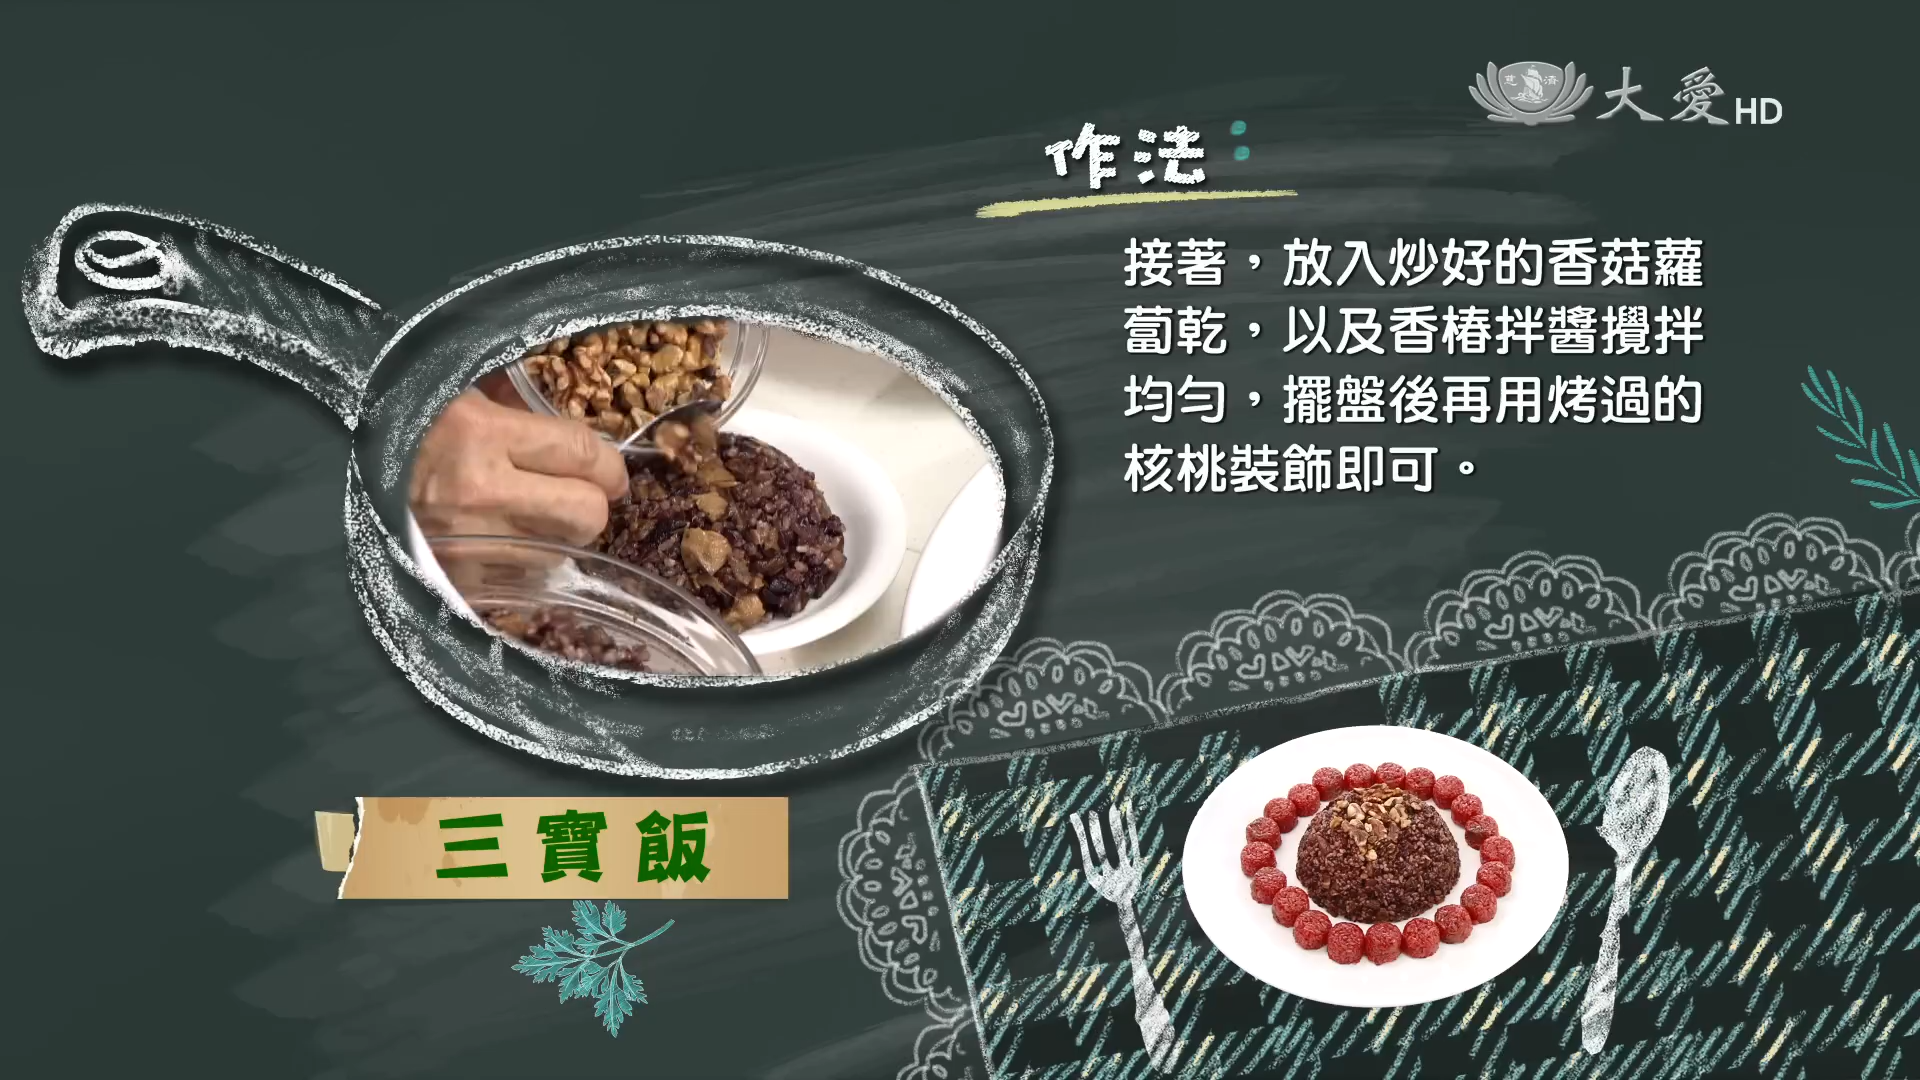 大愛HD
作法：
接著，放入炒好的香菇蘿
蔔乾，以及香椿拌醬攪拌
均勻，擺盤後再用烤過的
核桃裝飾即可。
三寶飯